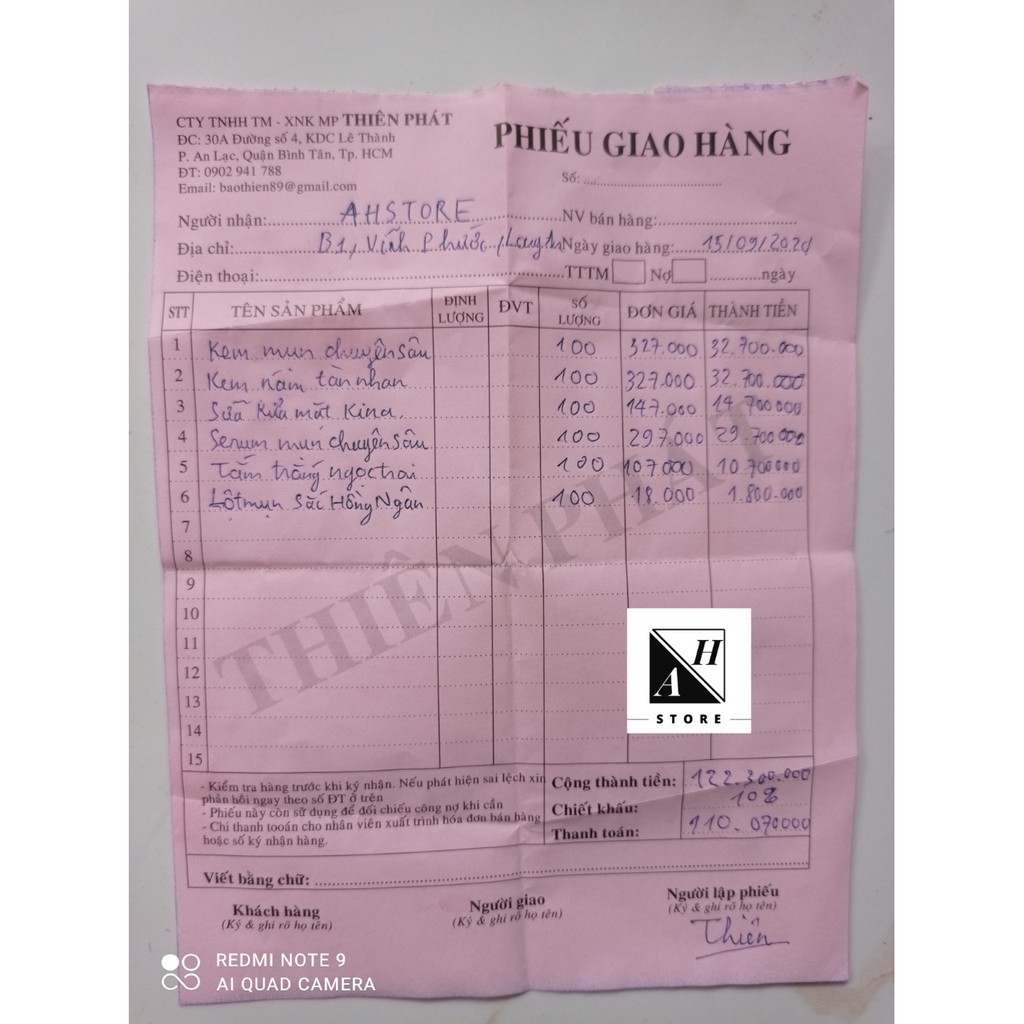 CTY TNHH TM - XNK MP THIÊN PHÁT
ĐC: 30A Đường số 4, KDC Lê Thành
P. An Lạc, Quận Bình Tân, Tp. HCM
ĐT: 0902 941 788
Email: baothien89@gmail.com
PHIẾU GIAO HÀNG
Số:
Người nhận: AHSTORE NV bán hàng:
Địa chỉ: B1, Vĩnh Phước, Long An Ngày giao hàng: 15/09/2020
Điện thoại: TTTM Nợ ngày
STT TÊN SẢN PHẨM ĐỊNH LƯỢNG ĐVT SỐ LƯỢNG ĐƠN GIÁ THÀNH TIỀN
1 Kem mụn chuyên sâu 100 327.000 32.700.000
2 Kem nám tàn nhan 100 327.000 32.700.000
3 Sữa Rửa mặt Kina 100 147.000 14.700000
4 Serum mụn chuyên sâu 100 297.000 29.700000
5 Tắm trắng ngọc trai 100 107.000 10.700000
6 Lột mụn Sắc Hồng Ngân 100 18.000 1.800.000
7
8
9
10
11
12
13
14
15
THIÊN PHÁT
H
A
STORE
- Kiểm tra hàng trước khi ký nhận. Nếu phát hiện sai lệch xin
phản hồi ngay theo số ĐT ở trên
- Phiếu này còn sử dụng để đối chiếu công nợ khi cần
- Chỉ thanh tooán cho nhân viên xuất trình hóa đơn bán hàng
hoặc sổ ký nhận hàng.
Cộng thành tiền: 122.300.000
Chiết khấu: 10%
Thanh toán: 110.070000
Viết bằng chữ:
Khách hàng Người giao Người lập phiếu
(Ký & ghi rõ họ tên) (Ký & ghi rõ họ tên) (Ký & ghi rõ họ tên)
Thiên
REDMI NOTE 9
AI QUAD CAMERA